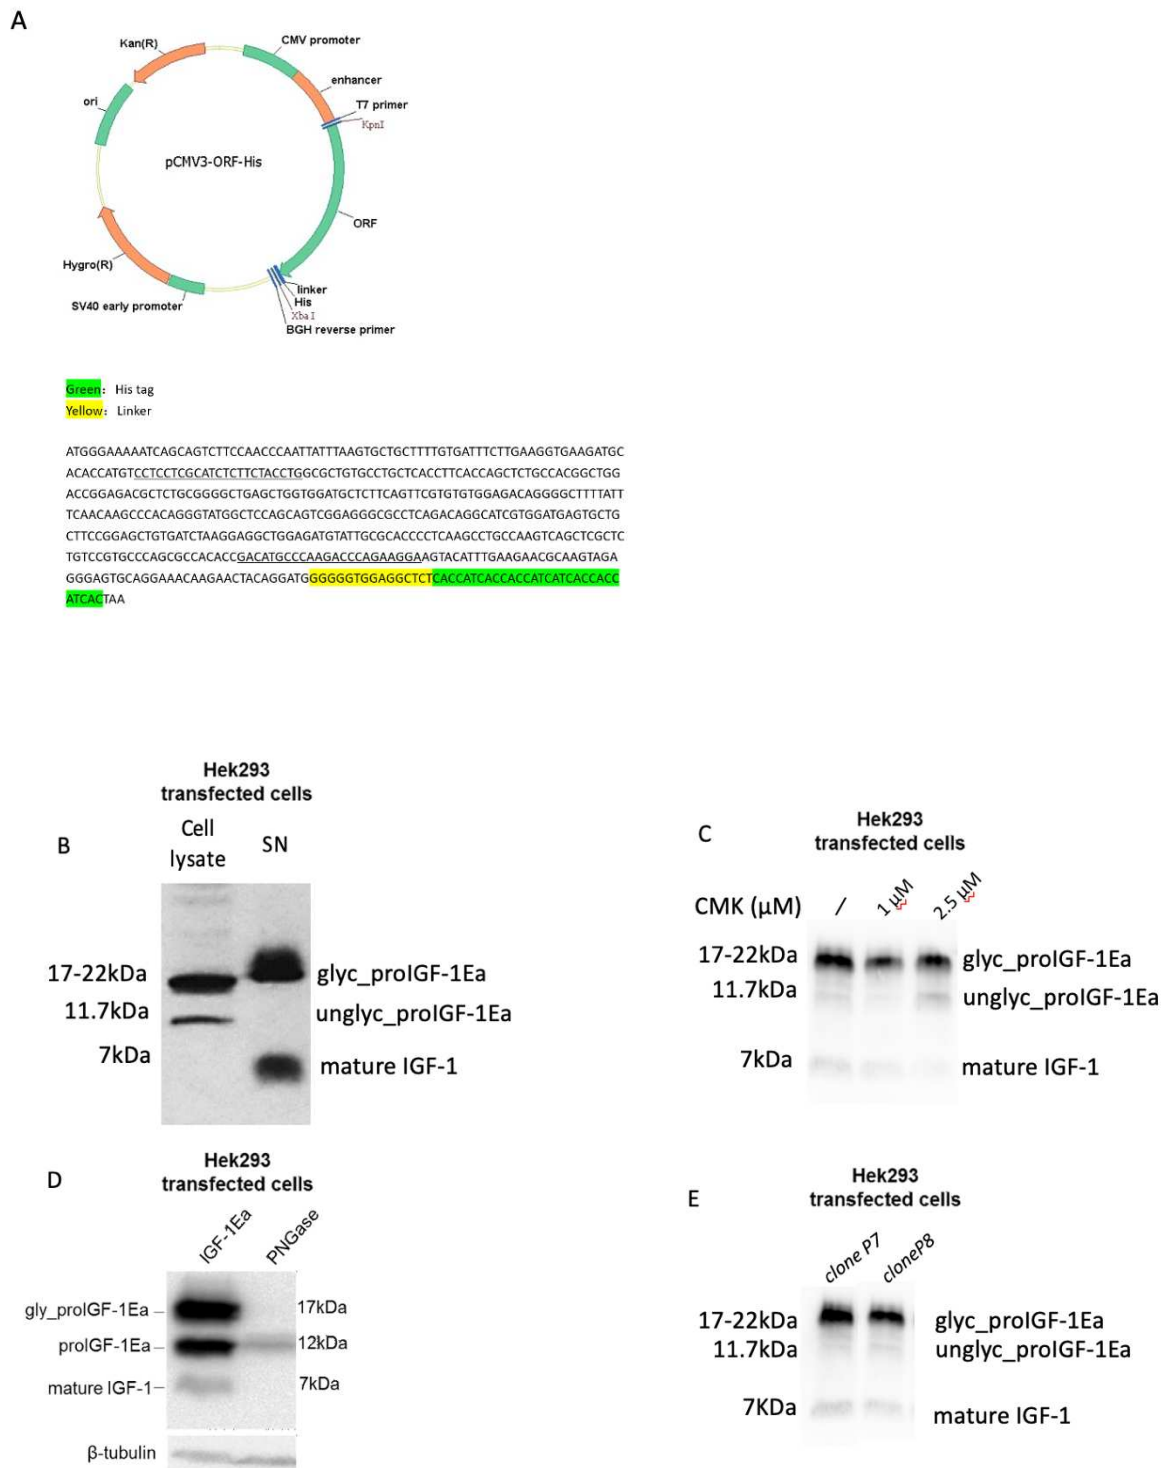 A
Kan(R)
CMV promoter
enhancer
T7 primer
KpnI
ori
pCMV3-ORF-His
ORF
Hygro(R)
linker
His
Xba I
SV40 early promoter
BGH reverse primer
Green: His tag
Yellow: Linker
ATGGGAAAAATCAGCAGTCTTCCAACCCAATTATTTAAGTGCTGCTTTTGTGATTTCTTGAAGGTGAAGATGC
ACACCATGTCCTCCTCGCATCTCTTCTACCTGGCGCTGTGCCTGCTCACCTTCACCAGCTCTGCCACGGCTGG
ACCGGAGACGCTCTGCGGGGCTGAGCTGGTGGATGCTCTTCAGTTCGTGTGTGGAGACAGGGGCTTTTATT
TCAACAAGCCCACAGGGTATGGCTCCAGCAGTCGGAGGGCGCCTCAGACAGGCATCGTGGATGAGTGCTG
CTTCCGGAGCTGTGATCTAAGGAGGCTGGAGATGTATTGCGCACCCCTCAAGCCTGCCAAGTCAGCTCGCTC
TGTCCGTGCCCAGCGCCACACCGACATGCCCAAGACCCAGAAGGAAGTACATTTGAAGAACGCAAGTAGA
GGGAGTGCAGGAAACAAGAACTACAGGATGGGGGGTGGAGGCTCTCACCATCACCACCATCATCACCACC
ATCACTAA
Hek293
transfected cells
B
Cell
lysate
SN
17-22kDa
glyc_proIGF-1Ea
11.7kDa
unglyc_proIGF-1Ea
7kDa
mature IGF-1
C
Hek293
transfected cells
CMK (µM)
/
1 µM
2.5 µM
17-22kDa
glyc_proIGF-1Ea
11.7kDa
unglyc_proIGF-1Ea
7kDa
mature IGF-1
D
Hek293
transfected cells
IGF-1Ea
PNGase
gly_proIGF-1Ea
17kDa
proIGF-1Ea
12kDa
mature IGF-1
7kDa
β-tubulin
E
Hek293
transfected cells
clone P7
cloneP8
17-22kDa
glyc_proIGF-1Ea
11.7kDa
unglyc_proIGF-1Ea
7KDa
mature IGF-1